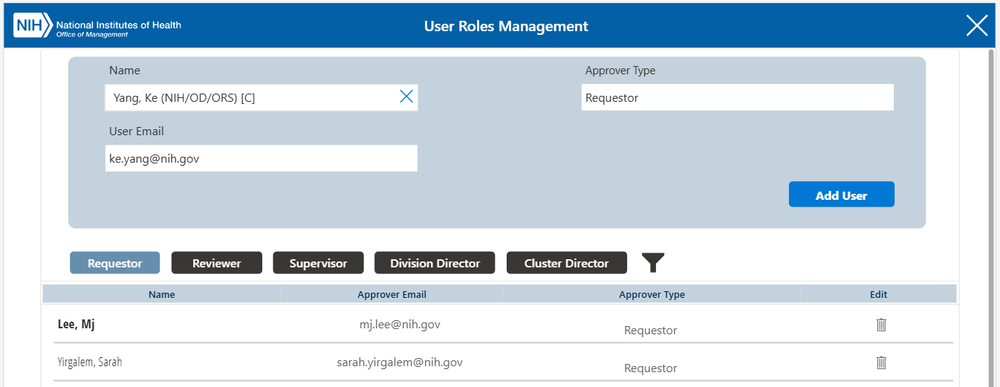 NIH National Institutes of Health
Office of Management
User Roles Management
Name
Approver Type
Yang, Ke (NIH/OD/ORS) [C]
Requestor
User Email
ke.yang@nih.gov
Add User
Requestor Reviewer Supervisor Division Director Cluster Director
Name Approver Email Approver Type Edit
Lee, Mj mj.lee@nih.gov Requestor
Yirgalem, Sarah sarah.yirgalem@nih.gov Requestor